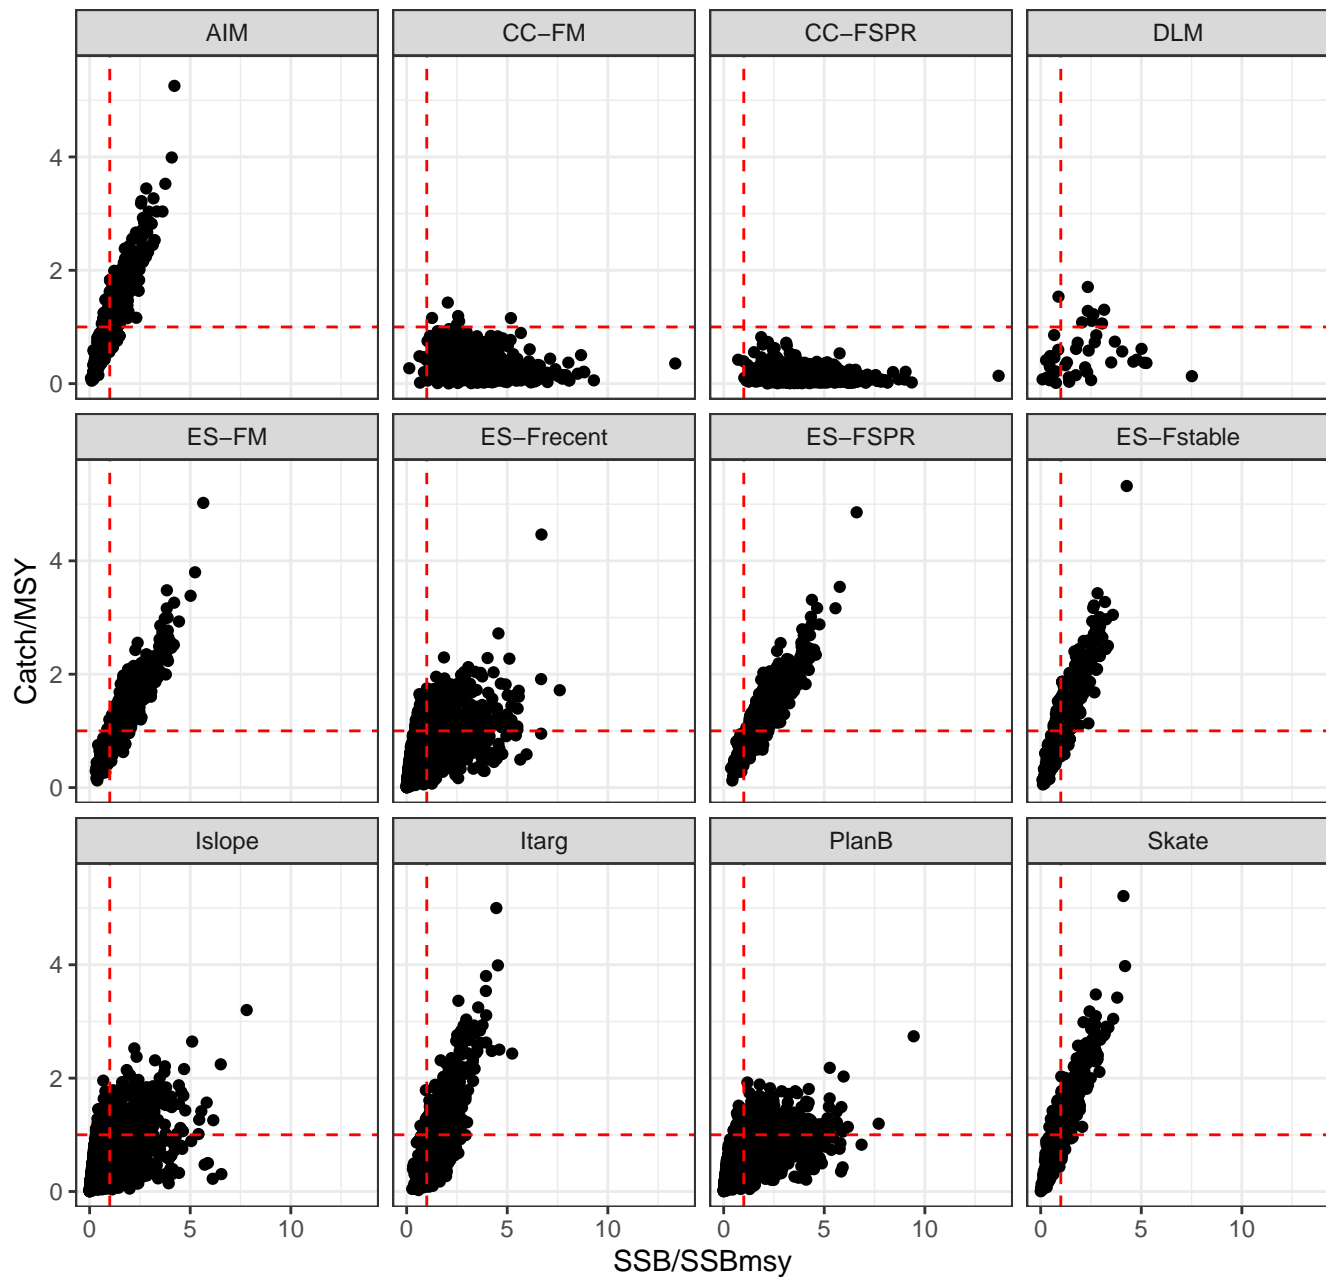 AIM CC−FM CC−FSPR DLM
4
2
0
ES−FM ES−Frecent ES−FSPR ES−Fstable
4
2
0
Catch/MSY
Islope Itarg PlanB Skate
4
2
0
0 5 10 0 5 10 0 5 10 0 5 10
SSB/SSBmsy